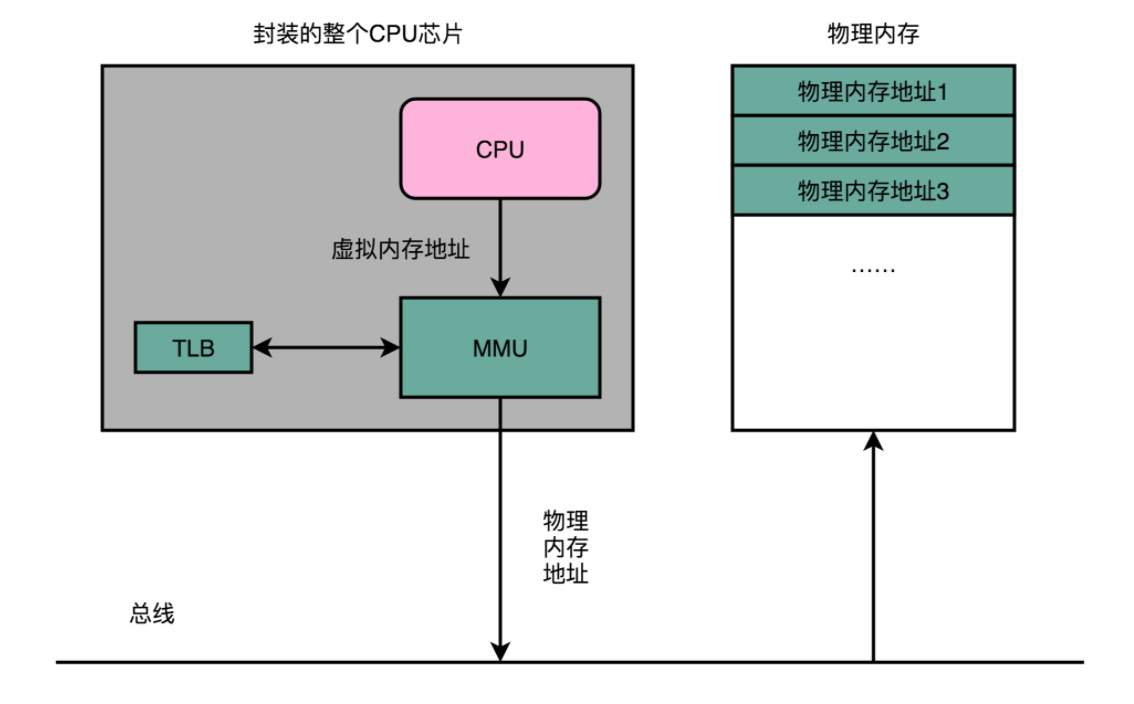 封装的整个CPU芯片
物理内存
物理内存地址1
CPU
物理内存地址2
物理内存地址3
虚拟内存地址
……
TLB
MMU
物理
内存
地址
总线